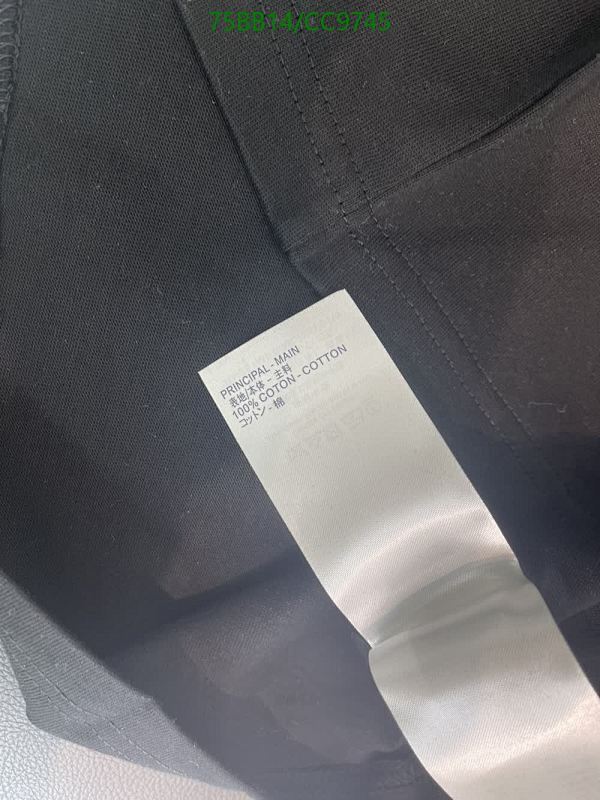 75BB14/CC9745
PRINCIPAL - MAIN
表地/本体 - 主料
100% COTON - COTTON
コットン - 棉